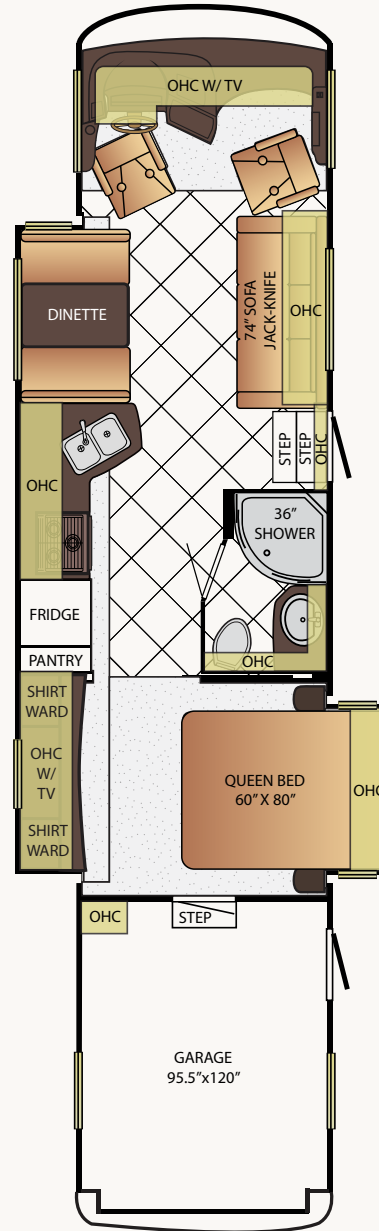 OHC W/ TV
DINETTE
74" SOFA
JACK-KNIFE
OHC
STEP
STEP
OHC
OHC
36"
SHOWER
FRIDGE
PANTRY
OHC
SHIRT
WARD
OHC
W/
TV
SHIRT
WARD
QUEEN BED
60" X 80"
OHC
OHC
STEP
GARAGE
95.5"x120"